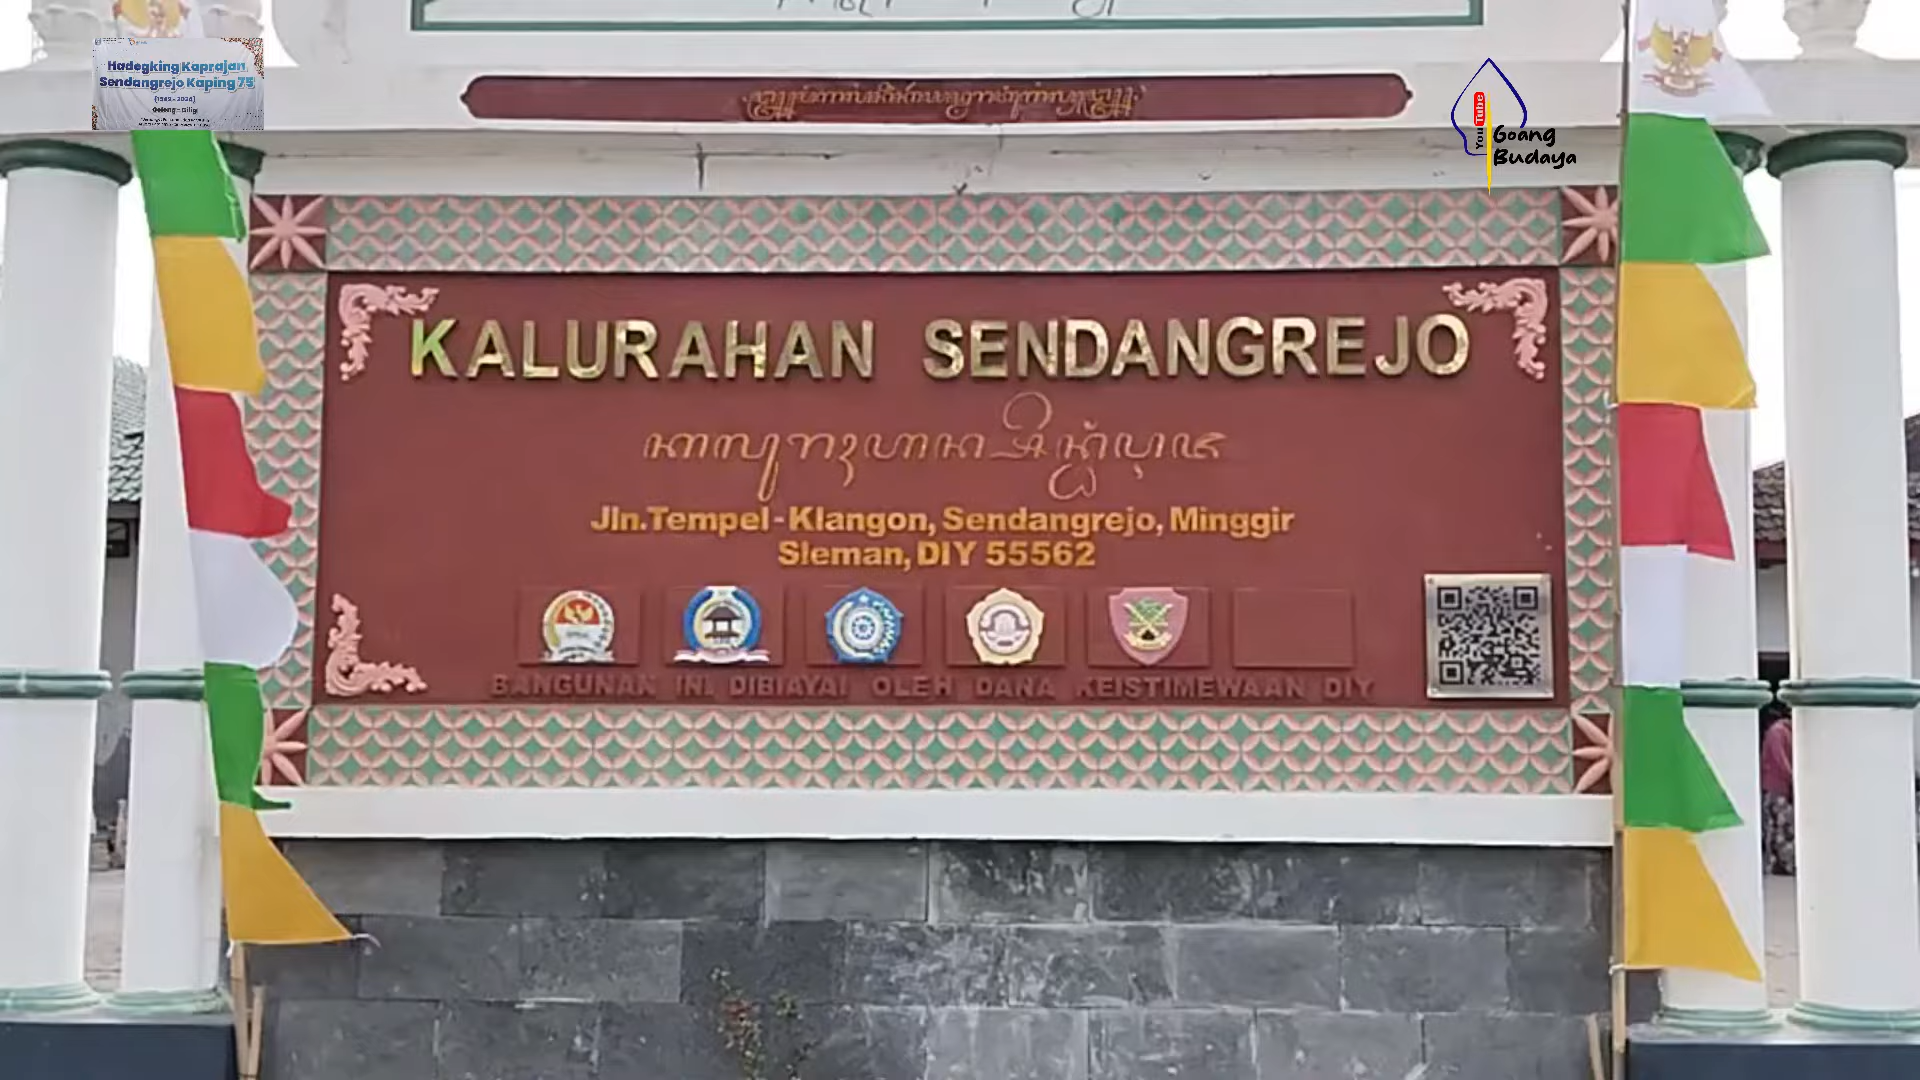 Hadegking Kaprajan
Sendangrejo Kaping 75
YouTube
Goang
Budaya
KALURAHAN SENDANGREJO
Jln.Tempel-Klangon, Sendangrejo, Minggir
Sleman, DIY 55562
BANGUNAN INI DIBIAYAI OLEH DANA KEISTIMEWAAN DIY